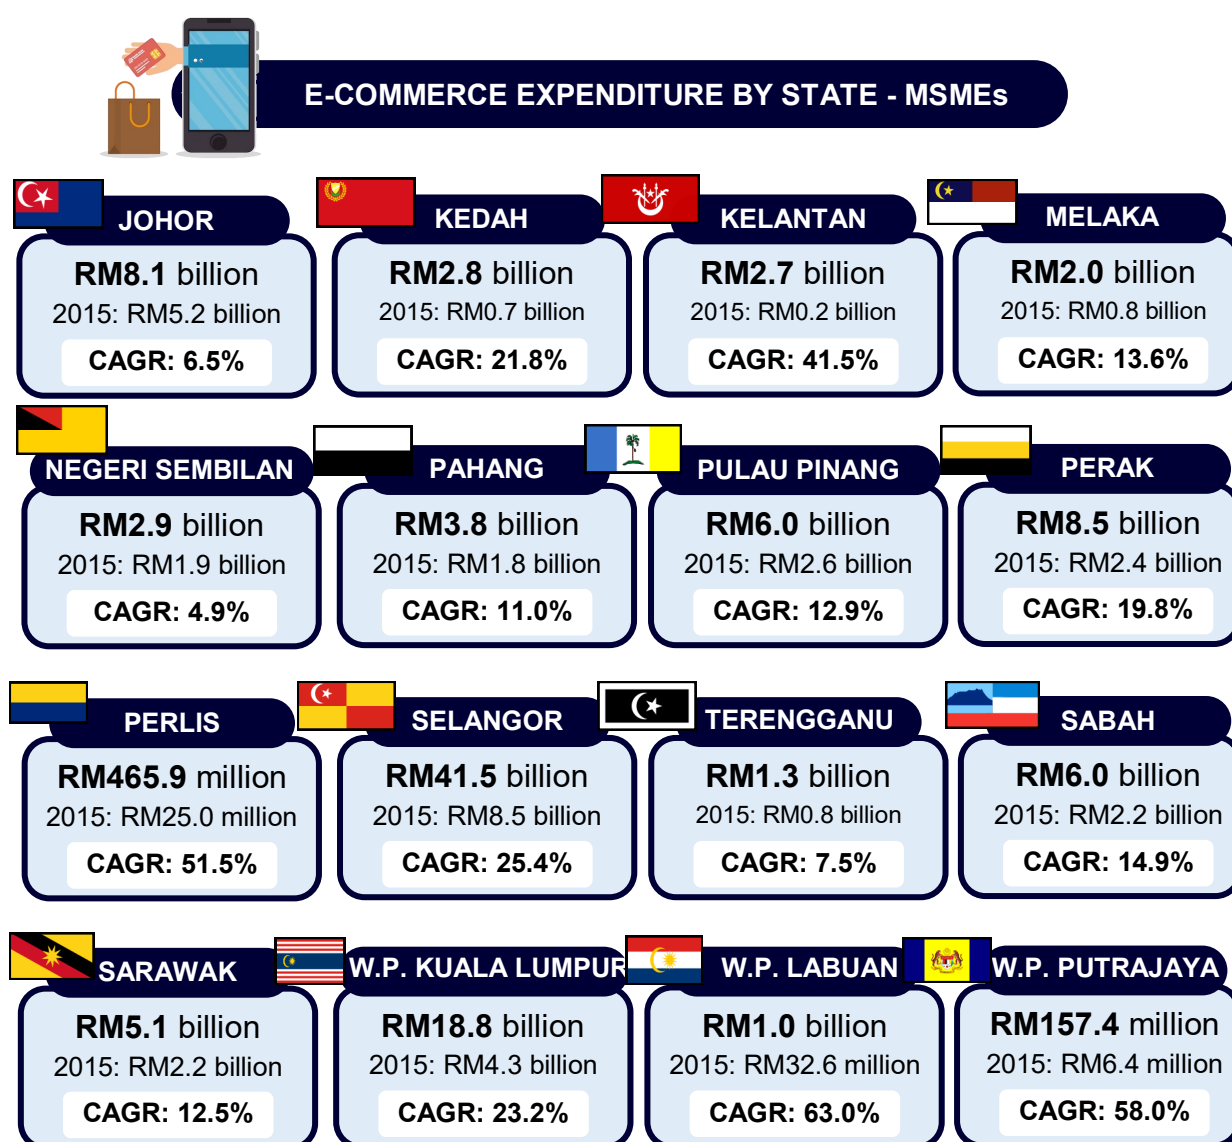 E-COMMERCE EXPENDITURE BY STATE - MSMEs
JOHOR
RM8.1 billion
2015: RM5.2 billion
CAGR: 6.5%
KEDAH
RM2.8 billion
2015: RM0.7 billion
CAGR: 21.8%
KELANTAN
RM2.7 billion
2015: RM0.2 billion
CAGR: 41.5%
MELAKA
RM2.0 billion
2015: RM0.8 billion
CAGR: 13.6%
NEGERI SEMBILAN
RM2.9 billion
2015: RM1.9 billion
CAGR: 4.9%
PAHANG
RM3.8 billion
2015: RM1.8 billion
CAGR: 11.0%
PULAU PINANG
RM6.0 billion
2015: RM2.6 billion
CAGR: 12.9%
PERAK
RM8.5 billion
2015: RM2.4 billion
CAGR: 19.8%
PERLIS
RM465.9 million
2015: RM25.0 million
CAGR: 51.5%
SELANGOR
RM41.5 billion
2015: RM8.5 billion
CAGR: 25.4%
TERENGGANU
RM1.3 billion
2015: RM0.8 billion
CAGR: 7.5%
SABAH
RM6.0 billion
2015: RM2.2 billion
CAGR: 14.9%
SARAWAK
RM5.1 billion
2015: RM2.2 billion
CAGR: 12.5%
W.P. KUALA LUMPUR
RM18.8 billion
2015: RM4.3 billion
CAGR: 23.2%
W.P. LABUAN
RM1.0 billion
2015: RM32.6 million
CAGR: 63.0%
W.P. PUTRAJAYA
RM157.4 million
2015: RM6.4 million
CAGR: 58.0%